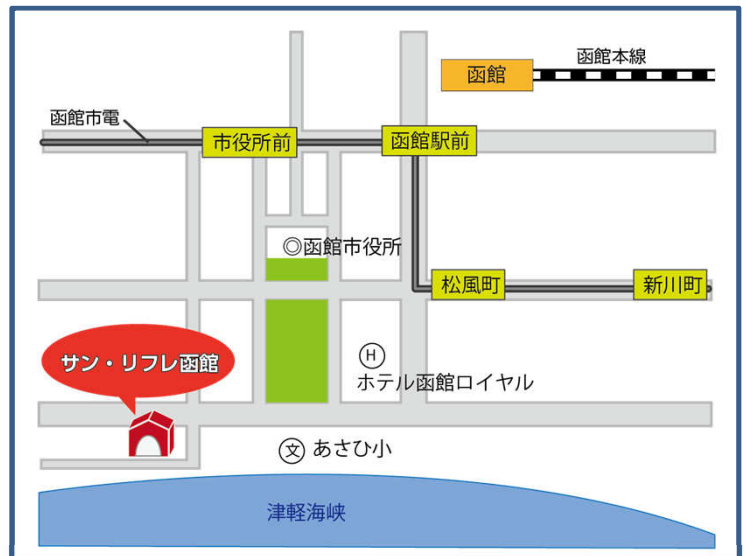 函館本線
函館
函館市電
市役所前
函館駅前
◎函館市役所
松風町
新川町
サン・リフレ函館
H
ホテル函館ロイヤル
文 あさひ小
津軽海峡